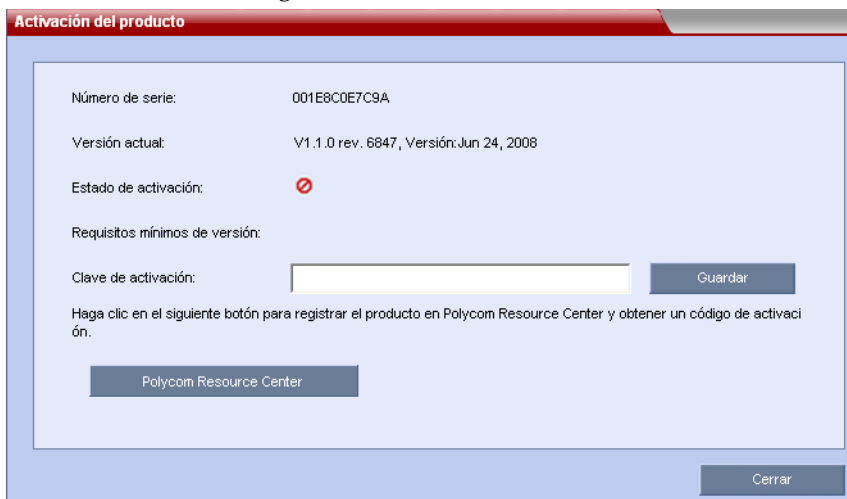 Activación del producto
Número de serie: 001E8C0E7C9A
Versión actual: V1.1.0 rev. 6847, Versión:Jun 24, 2008
Estado de activación:
Requisitos mínimos de versión:
Clave de activación: Guardar
Haga clic en el siguiente botón para registrar el producto en Polycom Resource Center y obtener un código de activaci
ón.
Polycom Resource Center
Cerrar